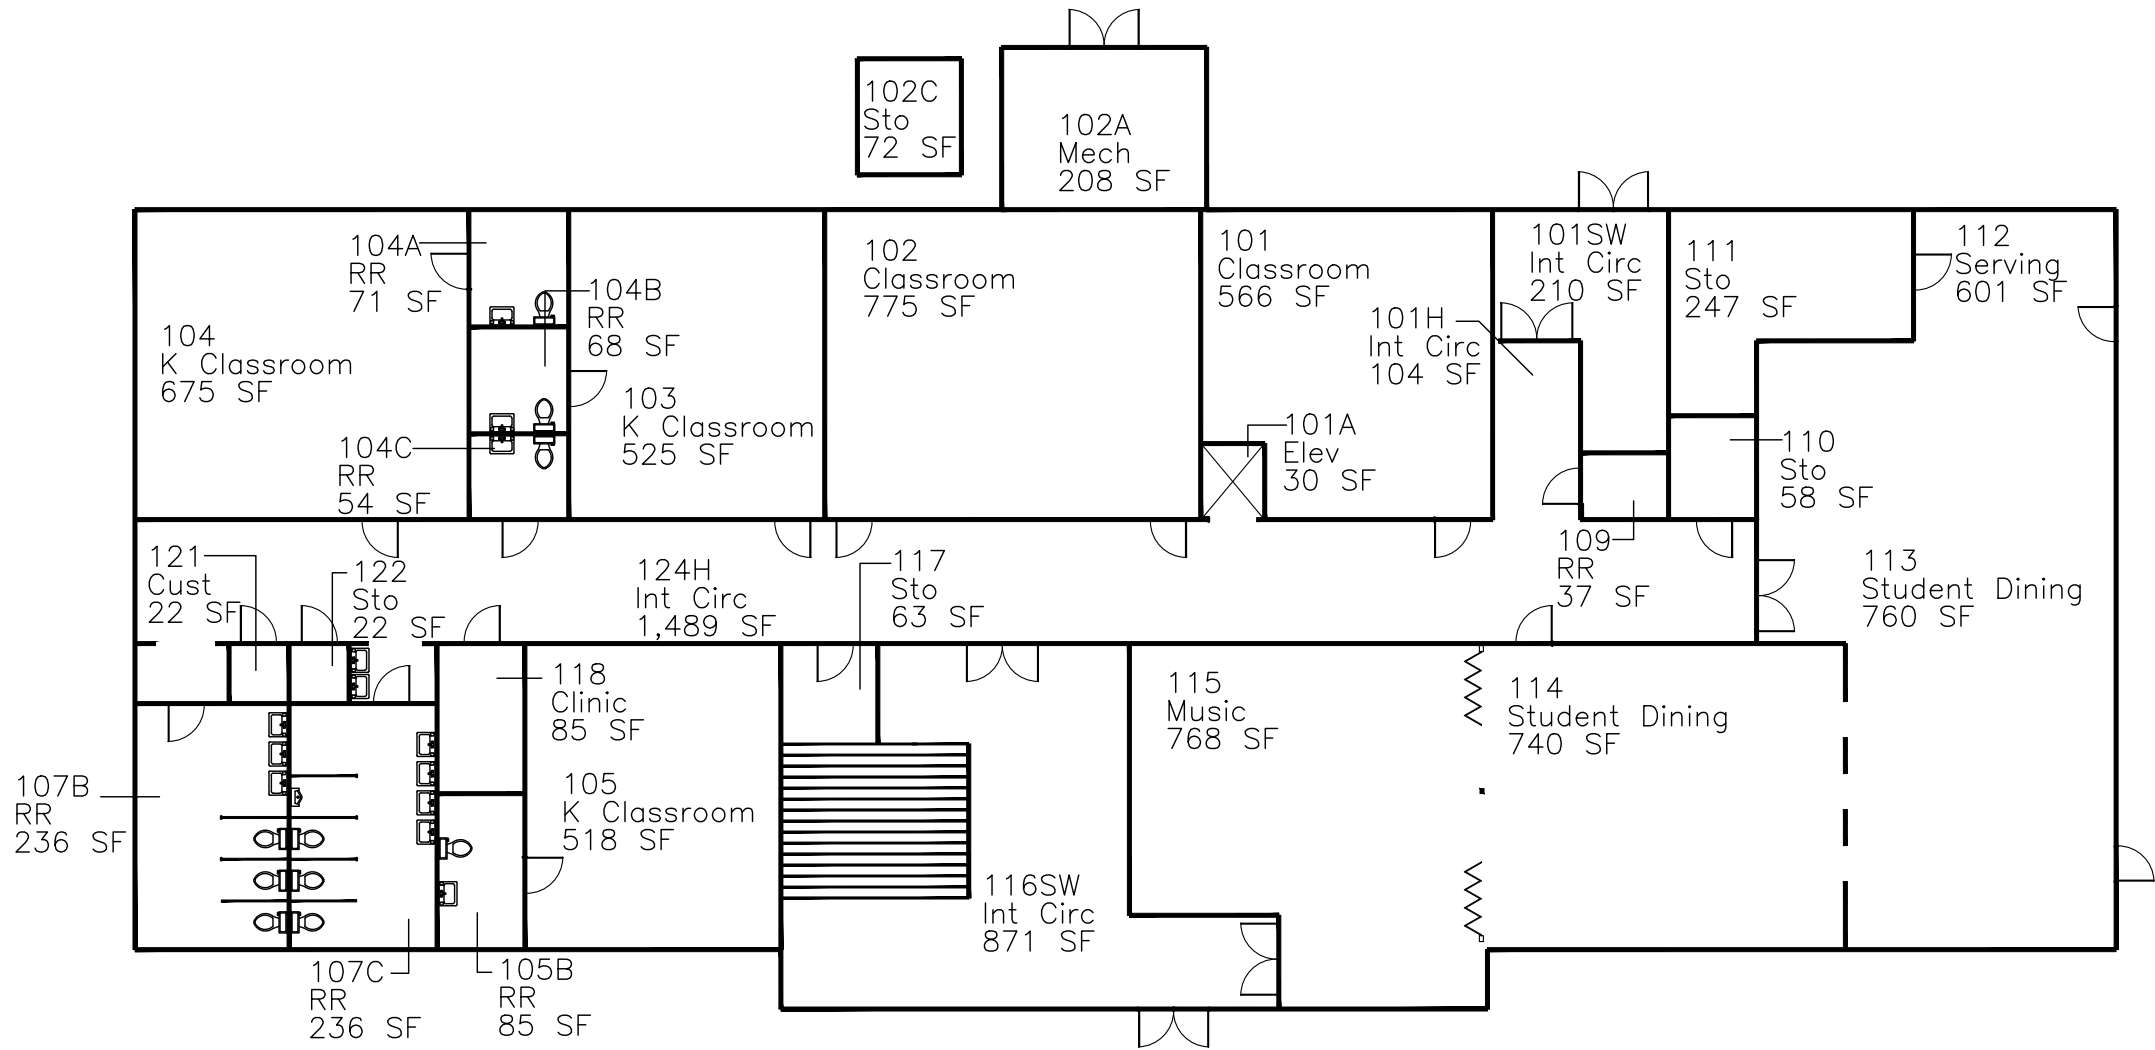 102C
Sto
72 SF
102A
Mech
208 SF
104A
RR
71 SF
104B
RR
68 SF
104
K Classroom
675 SF
104C
RR
54 SF
103
K Classroom
525 SF
102
Classroom
775 SF
101
Classroom
566 SF
101H
Int Circ
104 SF
101A
Elev
30 SF
101SW
Int Circ
210 SF
111
Sto
247 SF
112
Serving
601 SF
110
Sto
58 SF
109
RR
37 SF
113
Student Dining
760 SF
121
Cust
22 SF
122
Sto
22 SF
124H
Int Circ
1,489 SF
117
Sto
63 SF
118
Clinic
85 SF
105
K Classroom
518 SF
115
Music
768 SF
114
Student Dining
740 SF
107B
RR
236 SF
116SW
Int Circ
871 SF
107C
RR
236 SF
105B
RR
85 SF